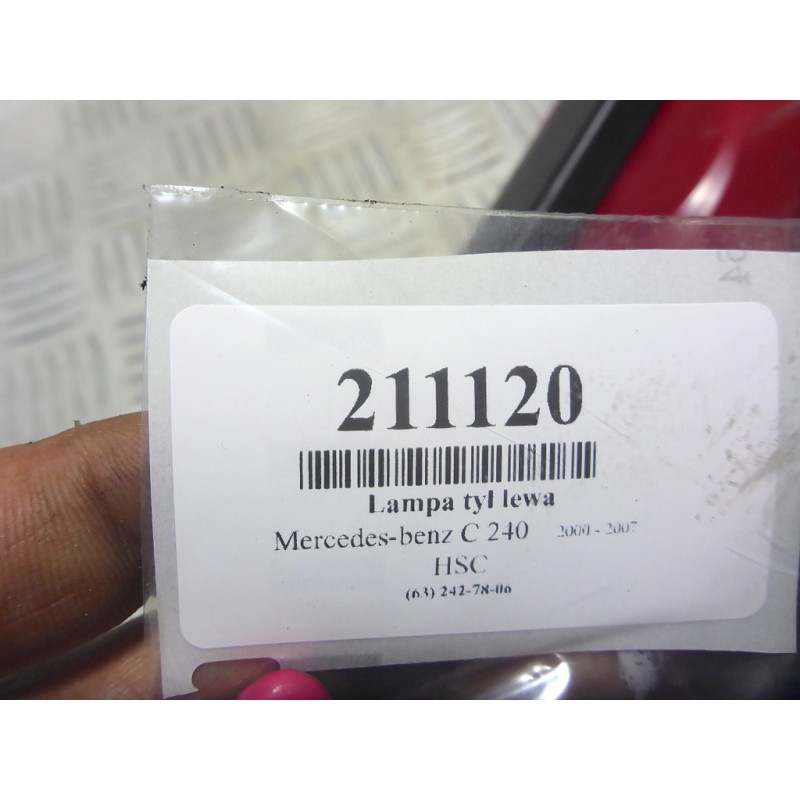 211120
Lampa tył lewa
Mercedes-benz C 240 2000 - 2007
HSC
(63) 242-78-06